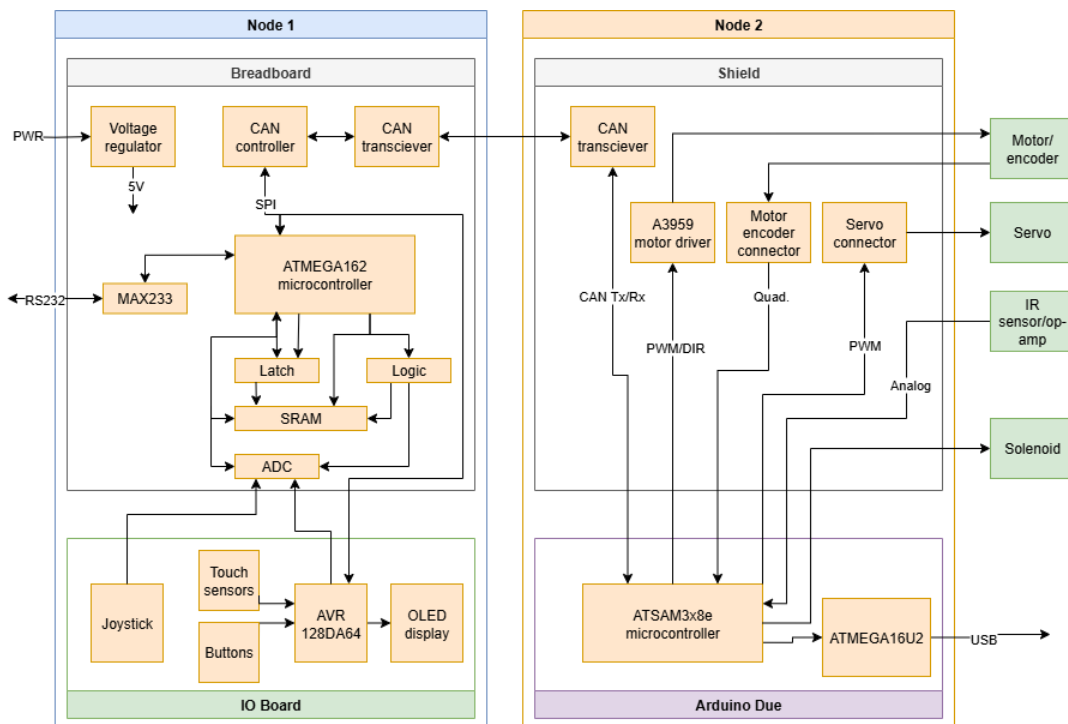 Node 1
Node 2
Breadboard
Shield
PWR
Voltage
regulator
CAN
controller
CAN
transciever
CAN
transciever
Motor/
encoder
5V
SPI
A3959
motor driver
Motor
encoder
connector
Servo
connector
Servo
ATMEGA162
microcontroller
RS232
MAX233
CAN Tx/Rx
Quad.
IR
sensor/op-
amp
PWM/DIR
PWM
Latch
Logic
Analog
SRAM
Solenoid
ADC
Touch
sensors
Joystick
AVR
128DA64
OLED
display
Buttons
ATSAM3x8e
microcontroller
ATMEGA16U2
USB
IO Board
Arduino Due